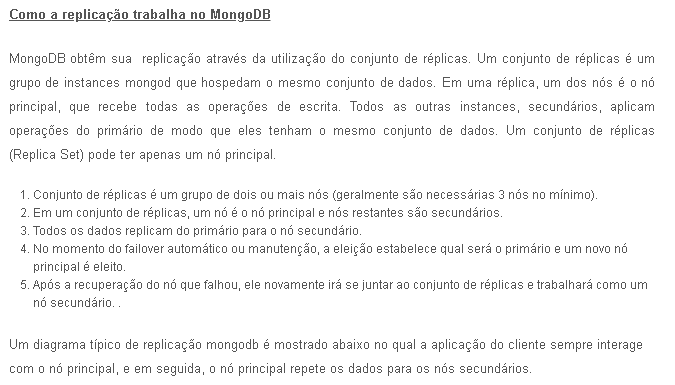 Como a replicação trabalha no MongoDB
MongoDB obtêm sua replicação através da utilização do conjunto de réplicas. Um conjunto de réplicas é um
grupo de instances mongod que hospedam o mesmo conjunto de dados. Em uma réplica, um dos nós é o nó
principal, que recebe todas as operações de escrita. Todos as outras instances, secundários, aplicam
operações do primário de modo que eles tenham o mesmo conjunto de dados. Um conjunto de réplicas
(Replica Set) pode ter apenas um nó principal.
1. Conjunto de réplicas é um grupo de dois ou mais nós (geralmente são necessárias 3 nós no mínimo).
2. Em um conjunto de réplicas, um nó é o nó principal e nós restantes são secundários.
3. Todos os dados replicam do primário para o nó secundário.
4. No momento do failover automático ou manutenção, a eleição estabelece qual será o primário e um novo nó
principal é eleito.
5. Após a recuperação do nó que falhou, ele novamente irá se juntar ao conjunto de réplicas e trabalhará como um
nó secundário. .
Um diagrama típico de replicação mongodb é mostrado abaixo no qual a aplicação do cliente sempre interage
com o nó principal, e em seguida, o nó principal repete os dados para os nós secundários.